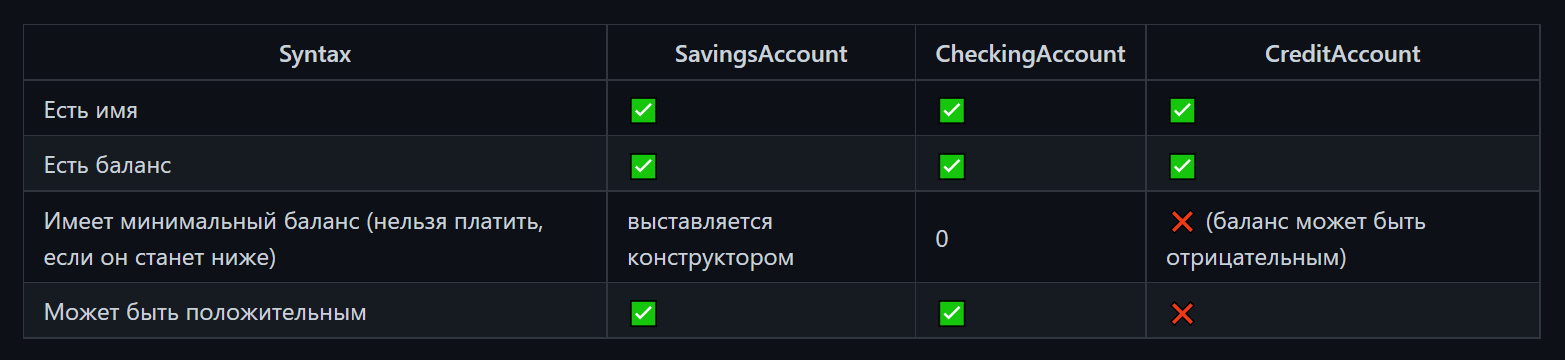 Syntax SavingsAccount CheckingAccount CreditAccount
Есть имя ✅ ✅ ✅
Есть баланс ✅ ✅ ✅
Имеет минимальный баланс (нельзя платить,
если он станет ниже)
выставляется
конструктором
0
❌ (баланс может быть
отрицательным)
Может быть положительным ✅ ✅ ❌